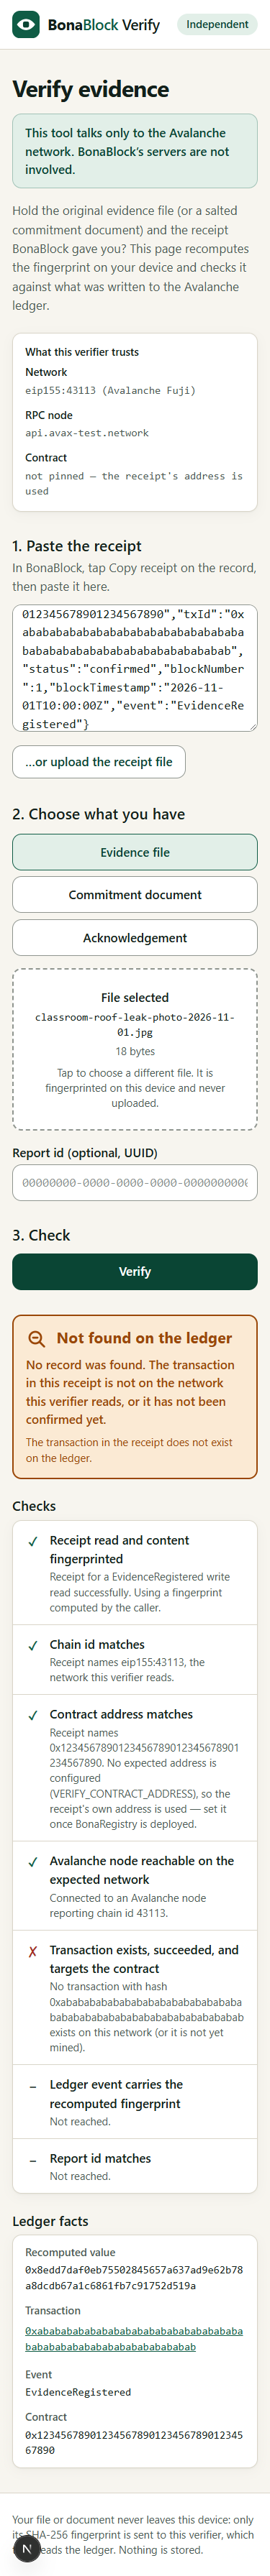 BonaBlock Verify
Independent
Verify evidence
This tool talks only to the Avalanche
network. BonaBlock's servers are not
involved.
Hold the original evidence file (or a salted
commitment document) and the receipt
BonaBlock gave you? This page recomputes
the fingerprint on your device and checks it
against what was written to the Avalanche
ledger.
What this verifier trusts
Network
eip155:43113 (Avalanche Fuji)
RPC node
api.avax-test.network
Contract
not pinned — the receipt's address is
used
1. Paste the receipt
In BonaBlock, tap Copy receipt on the record,
then paste it here.
012345678901234567890","txId":"0x
ababababababababababababababababa
bababababababababababababababab",
"status":"confirmed","blockNumber
":1,"blockTimestamp":"2026-11-
01T10:00:00Z","event":"EvidenceRe
gistered"}
...or upload the receipt file
2. Choose what you have
Evidence file
Commitment document
Acknowledgement
File selected
classroom-roof-leak-photo-2026-11-
01.jpg
18 bytes
Tap to choose a different file. It is
fingerprinted on this device and never
uploaded.
Report id (optional, UUID)
00000000-0000-0000-0000-0000000000
3. Check
Verify
Not found on the ledger
No record was found. The transaction
in this receipt is not on the network
this verifier reads, or it has not been
confirmed yet.
The transaction in the receipt does not exist
on the ledger.
Checks
✓ Receipt read and content
fingerprinted
Receipt for a EvidenceRegistered write
read successfully. Using a fingerprint
computed by the caller.
✓ Chain id matches
Receipt names eip155:43113, the
network this verifier reads.
✓ Contract address matches
Receipt names
0x1234567890123456789012345678901
234567890. No expected address is
configured
(VERIFY_CONTRACT_ADDRESS), so the
receipt's own address is used — set it
once BonaRegistry is deployed.
✓ Avalanche node reachable on the
expected network
Connected to an Avalanche node
reporting chain id 43113.
✗ Transaction exists, succeeded, and
targets the contract
No transaction with hash
0xabababababababababababababababa
bababababababababababababababab
exists on this network (or it is not yet
mined).
– Ledger event carries the
recomputed fingerprint
Not reached.
– Report id matches
Not reached.
Ledger facts
Recomputed value
0x8edd7daf0eb75502845657a637ad9e62b78
a8dcdb67a1c6861fb7c91752d519a
Transaction
0xabababababababababababababababababa
bababababababababababababab
Event
EvidenceRegistered
Contract
0x12345678901234567890123456789012345
67890
Your file or document never leaves this device: only
its SHA-256 fingerprint is sent to this verifier, which
reads the ledger. Nothing is stored.
N